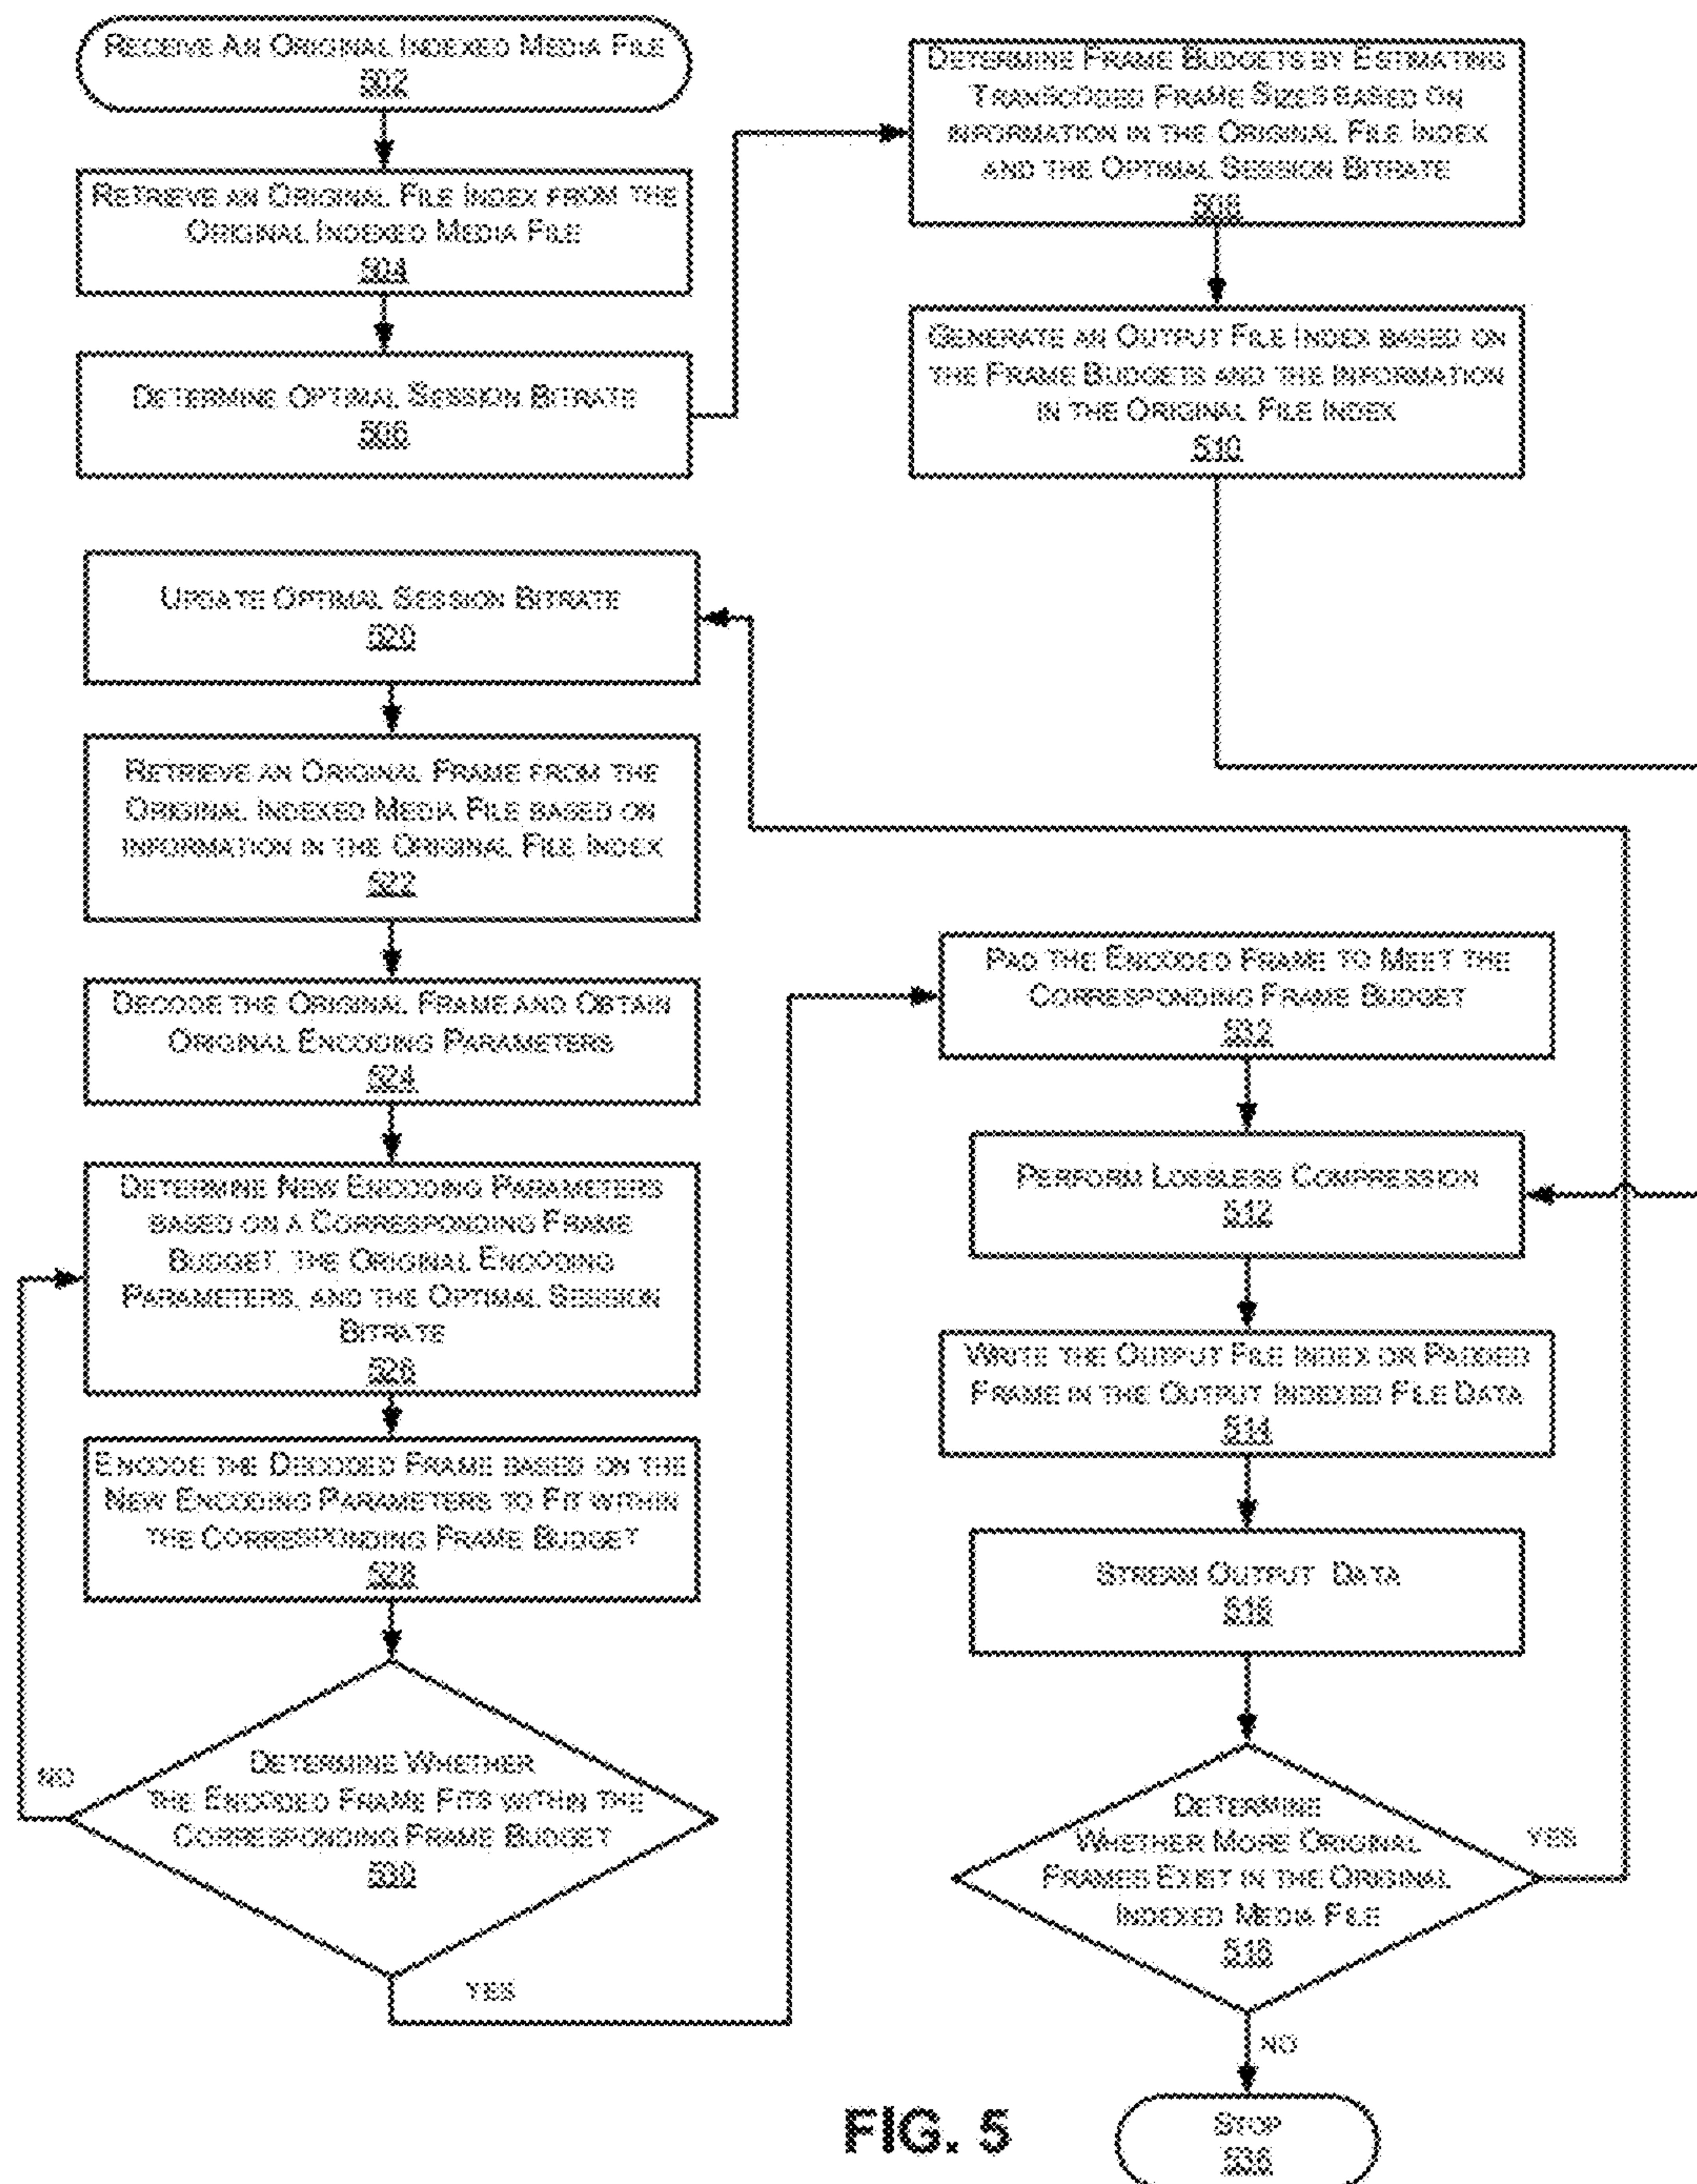 RECEIVE AN ORIGINAL INDEXED MEDIA FILE
502
RETRIEVE AN ORIGINAL FILE INDEX FROM THE
ORIGINAL INDEXED MEDIA FILE
504
DETERMINE OPTIMAL SESSION BITRATE
506
DETERMINE FRAME BUDGETS BY ESTIMATING
TRANSCODED FRAME SIZES BASED ON
INFORMATION IN THE ORIGINAL FILE INDEX
AND THE OPTIMAL SESSION BITRATE
508
GENERATE AN OUTPUT FILE INDEX BASED ON
THE FRAME BUDGETS AND THE INFORMATION
IN THE ORIGINAL FILE INDEX
510
UPDATE OPTIMAL SESSION BITRATE
520
RETRIEVE AN ORIGINAL FRAME FROM THE
ORIGINAL INDEXED MEDIA FILE BASED ON
INFORMATION IN THE ORIGINAL FILE INDEX
522
DECODE THE ORIGINAL FRAME AND OBTAIN
ORIGINAL ENCODING PARAMETERS
524
DETERMINE NEW ENCODING PARAMETERS
BASED ON A CORRESPONDING FRAME
BUDGET, THE ORIGINAL ENCODING
PARAMETERS, AND THE OPTIMAL SESSION
BITRATE
526
ENCODE THE DECODED FRAME BASED ON THE
NEW ENCODING PARAMETERS TO FIT WITHIN
THE CORRESPONDING FRAME BUDGET
528
DETERMINE WHETHER
THE ENCODED FRAME FITS WITHIN THE
CORRESPONDING FRAME BUDGET
530
NO
YES
PAD THE ENCODED FRAME TO MEET THE
CORRESPONDING FRAME BUDGET
532
PERFORM LOSSLESS COMPRESSION
512
WRITE THE OUTPUT FILE INDEX OR PADDED
FRAME IN THE OUTPUT INDEXED FILE DATA
514
STREAM OUTPUT DATA
DETERMINE
WHETHER MORE ORIGINAL
FRAMES EXIST IN THE ORIGINAL
INDEXED MEDIA FILE
YES
NO
STOP
536
FIG. 5